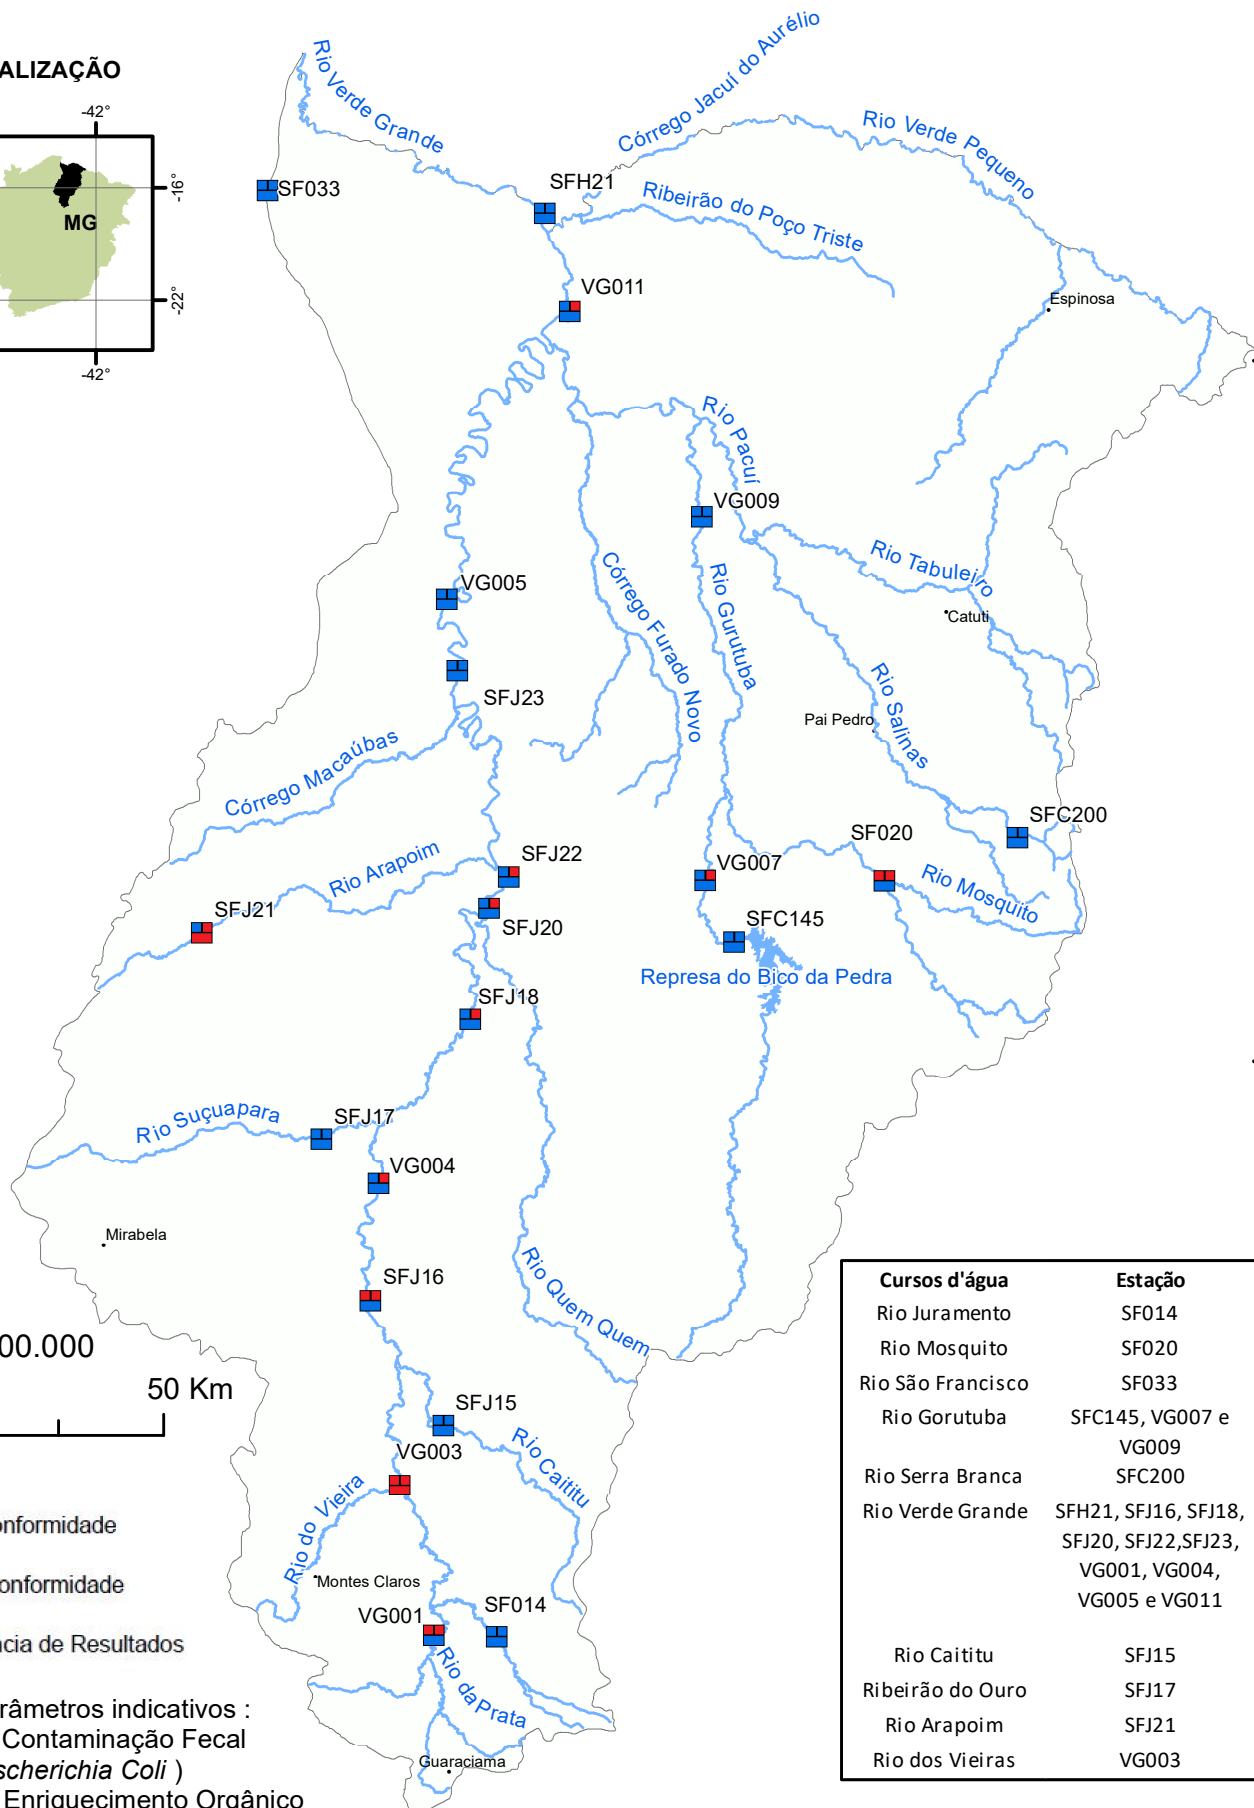 ALIZAÇÃO
-42°
-16°
MG
-22°
-42°
Rio Verde Grande
Córrego Jacuí do Aurélio
Rio Verde Pequeno
SF033
SFH21
Ribeirão do Poço Triste
VG011
Espinosa
Rio Pacuí
VG009
Rio Tabuleiro
VG005
Córrego Furado Novo
Rio Gurutuba
Catuti
SFJ23
Rio Salinas
Pai Pedro
Córrego Macaúbas
SFC200
SF020
SFJ22
VG007
Rio Arapoim
Rio Mosquito
SFJ21
SFJ20
SFC145
Represa do Bico da Pedra
SFJ18
Rio Suçuapara
SFJ17
VG004
Mirabela
Rio Quem Quem
SFJ16
00.000
50 Km
SFJ15
Rio Caititu
VG003
Rio do Vieira
onformidade
Montes Claros
onformidade
VG001
SF014
ncia de Resultados
Rio da Prata
râmetros indicativos :
Contaminação Fecal
scherichia Coli )
Enriquecimento Orgânico
Guaraciama
Cursos d'água Estação
Rio Juramento SF014
Rio Mosquito SF020
Rio São Francisco SF033
Rio Gorutuba SFC145, VG007 e
VG009
Rio Serra Branca SFC200
Rio Verde Grande SFH21, SFJ16, SFJ18,
SFJ20, SFJ22,SFJ23,
VG001, VG004,
VG005 e VG011
Rio Caititu SFJ15
Ribeirão do Ouro SFJ17
Rio Arapoim SFJ21
Rio dos Vieiras VG003